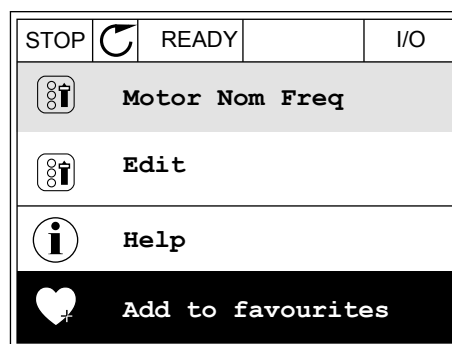 STOP READY I/O
Motor Nom Freq
Edit
Help
Add to favourites